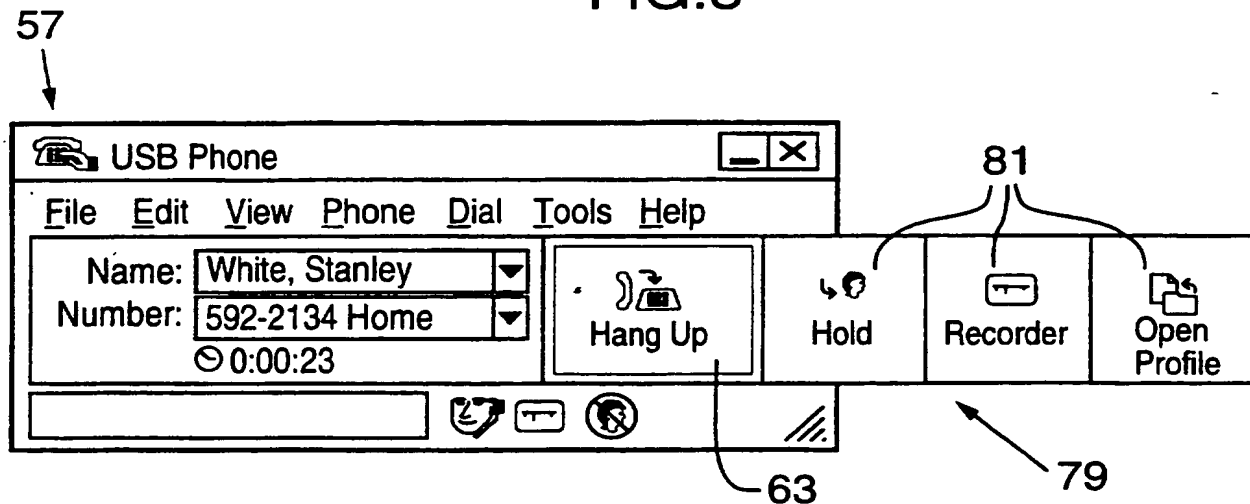 57
USB Phone
File Edit View Phone Dial Tools Help
81
Name: White, Stanley
Number: 592-2134 Home
0:00:23
Hang Up
Hold
Recorder
Open
Profile
63
79